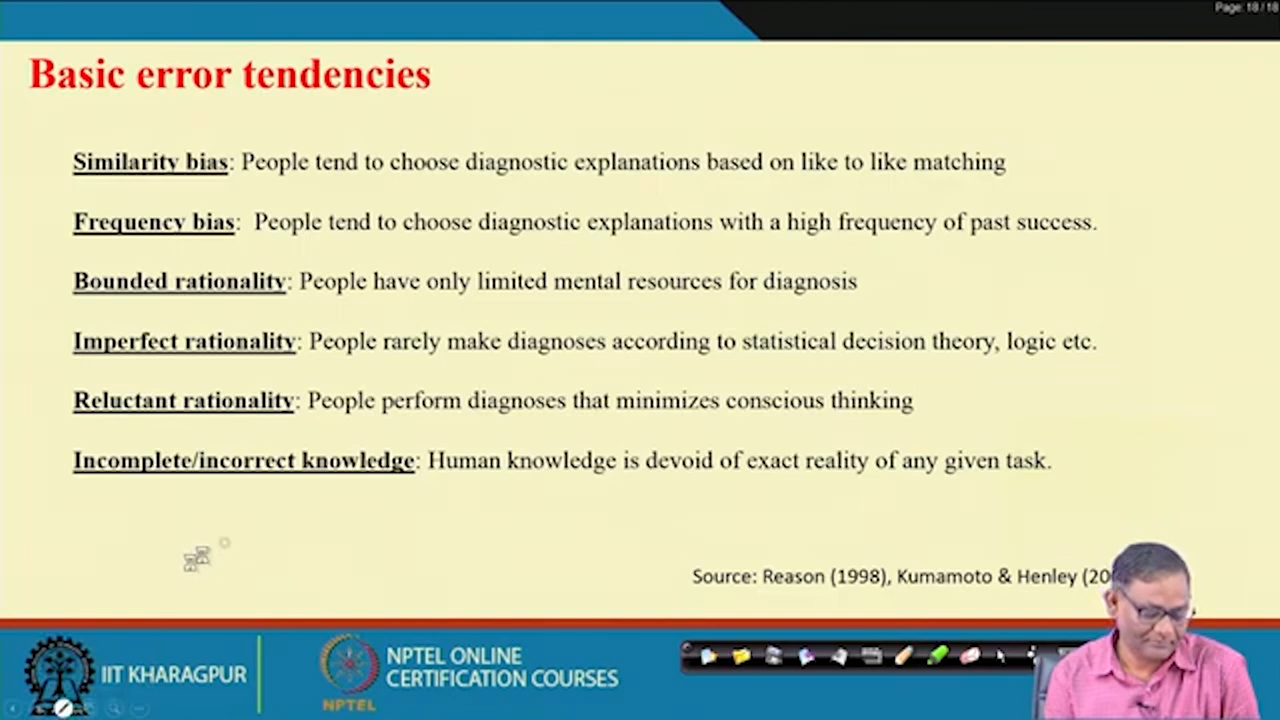 Page: 18 / 18
Basic error tendencies
Similarity bias: People tend to choose diagnostic explanations based on like to like matching
Frequency bias: People tend to choose diagnostic explanations with a high frequency of past success.
Bounded rationality: People have only limited mental resources for diagnosis
Imperfect rationality: People rarely make diagnoses according to statistical decision theory, logic etc.
Reluctant rationality: People perform diagnoses that minimizes conscious thinking
Incomplete/incorrect knowledge: Human knowledge is devoid of exact reality of any given task.
Source: Reason (1998), Kumamoto & Henley (20
IIT KHARAGPUR
NPTEL
NPTEL ONLINE
CERTIFICATION COURSES